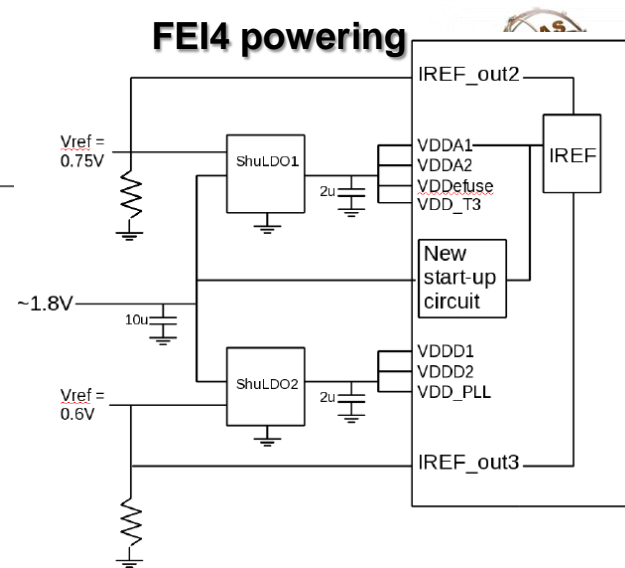 FEI4 powering
AS
IREF_out2
Vref =
0.75V
ShuLDO1
VDDA1
VDDA2
VDDefuse
VDD_T3
IREF
2u
New
start-up
circuit
~1.8V
10u
VDDD1
VDDD2
VDD_PLL
ShuLDO2
2u
Vref =
0.6V
IREF_out3